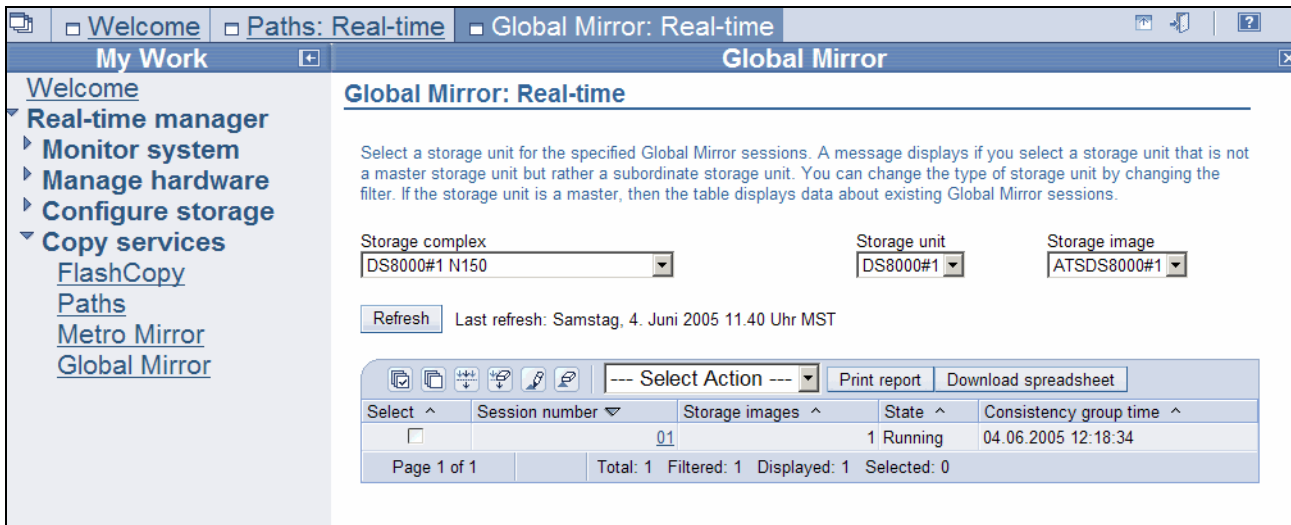 Welcome Paths: Real-time Global Mirror: Real-time ?
My Work Global Mirror
Welcome
Real-time manager
Monitor system
Manage hardware
Configure storage
Copy services
FlashCopy
Paths
Metro Mirror
Global Mirror
Global Mirror: Real-time
Select a storage unit for the specified Global Mirror sessions. A message displays if you select a storage unit that is not
a master storage unit but rather a subordinate storage unit. You can change the type of storage unit by changing the
filter. If the storage unit is a master, then the table displays data about existing Global Mirror sessions.
Storage complex Storage unit Storage image
DS8000#1 N150 DS8000#1 ATSDS8000#1
Refresh Last refresh: Samstag, 4. Juni 2005 11.40 Uhr MST
--- Select Action --- Print report Download spreadsheet
Select ^ Session number Storage images ^ State ^ Consistency group time ^
01 1 Running 04.06.2005 12:18:34
Page 1 of 1 Total: 1 Filtered: 1 Displayed: 1 Selected: 0